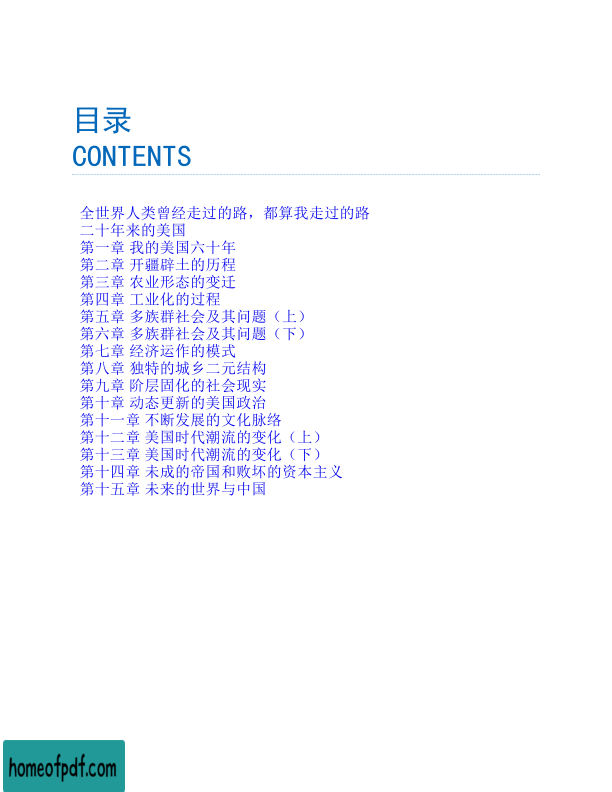 目录
CONTENTS
全世界人类曾经走过的路，都算我走过的路
二十年来的美国
第一章 我的美国六十年
第二章 开疆辟土的历程
第三章 农业形态的变迁
第四章 工业化的过程
第五章 多族群社会及其问题（上）
第六章 多族群社会及其问题（下）
第七章 经济运作的模式
第八章 独特的城乡二元结构
第九章 阶层固化的社会现实
第十章 动态更新的美国政治
第十一章 不断发展的文化脉络
第十二章 美国时代潮流的变化（上）
第十三章 美国时代潮流的变化（下）
第十四章 未成的帝国和败坏的资本主义
第十五章 未来的世界与中国
homeofpdf.com